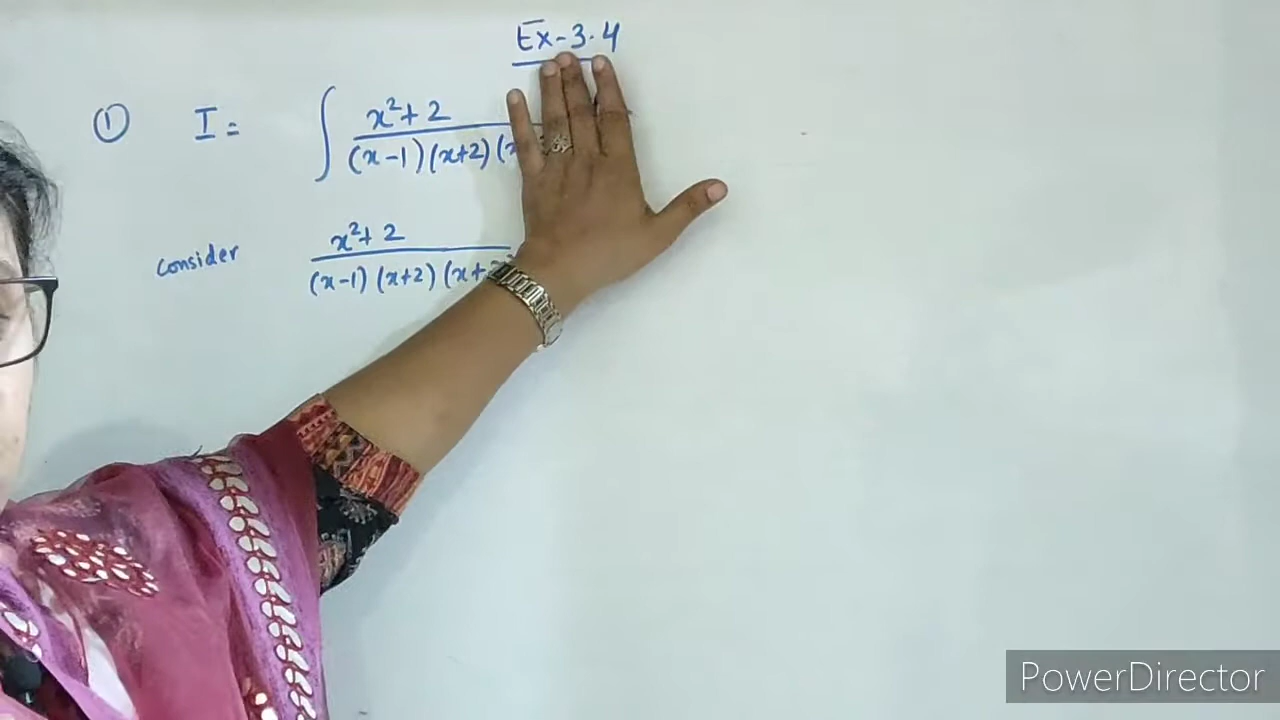 Ex-3.4
① I = ∫ x²+2
(x-1)(x+2)(x
consider x²+2
(x-1) (x+2) (x+
PowerDirector